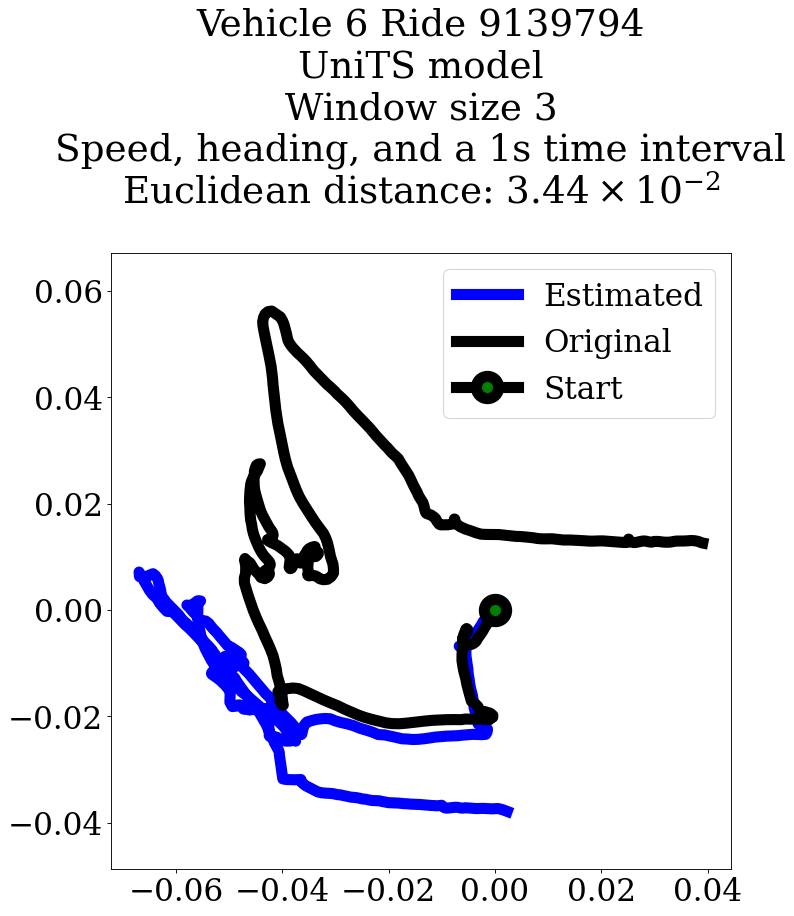 Vehicle 6 Ride 9139794
UniTS model
Window size 3
Speed, heading, and a 1s time interval
Euclidean distance: 3.44 × 10⁻²
Estimated
Original
Start
0.06
0.04
0.02
0.00
−0.02
−0.04
−0.06 −0.04 −0.02 0.00 0.02 0.04